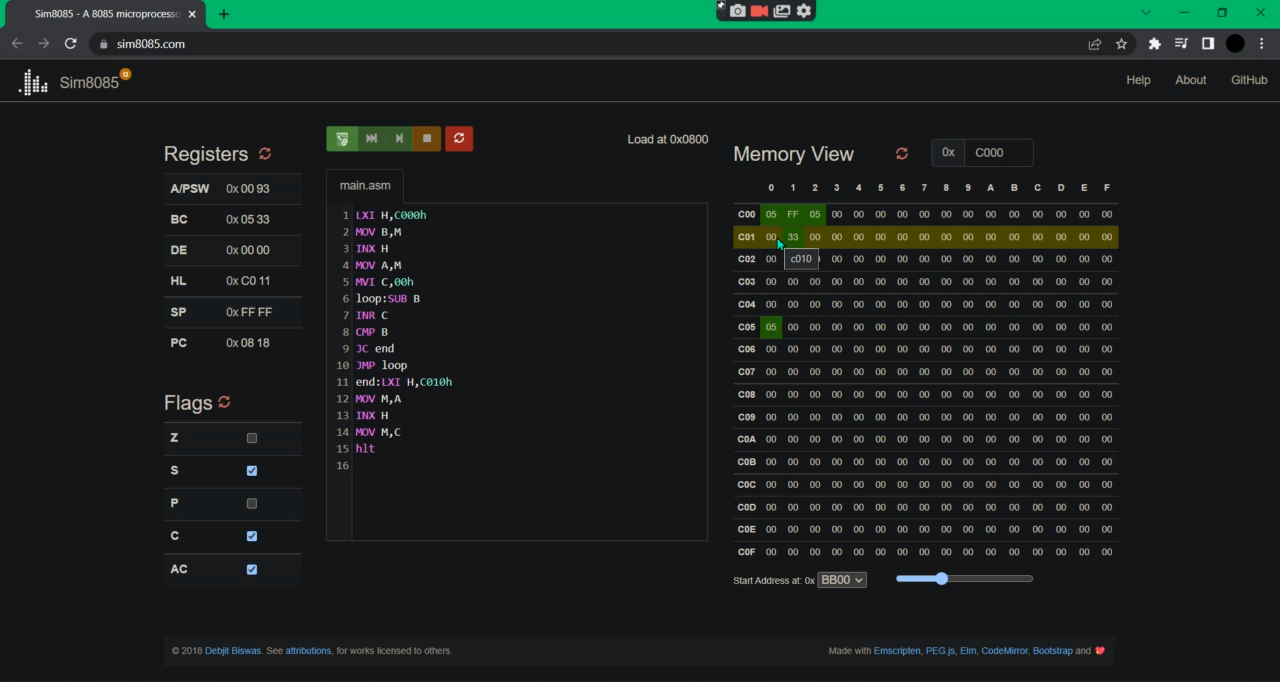 Sim8085 - A 8085 microprocesso
sim8085.com
Sim8085 α
Help About GitHub
Registers
A/PSW 0x 00 93
BC 0x 05 33
DE 0x 00 00
HL 0x C0 11
SP 0x FF FF
PC 0x 08 18
Flags
Z
S
P
C
AC
Load at 0x0800
main.asm
1 LXI H,C000h
2 MOV B,M
3 INX H
4 MOV A,M
5 MVI C,00h
6 loop:SUB B
7 INR C
8 CMP B
9 JC end
10 JMP loop
11 end:LXI H,C010h
12 MOV M,A
13 INX H
14 MOV M,C
15 hlt
16
Memory View 0x C000
0 1 2 3 4 5 6 7 8 9 A B C D E F
C00 05 FF 05 00 00 00 00 00 00 00 00 00 00 00 00 00
C01 00 33 00 00 00 00 00 00 00 00 00 00 00 00 00 00
C02 00 00 00 00 00 00 00 00 00 00 00 00 00 00
c010
C03 00 00 00 00 00 00 00 00 00 00 00 00 00 00 00 00
C04 00 00 00 00 00 00 00 00 00 00 00 00 00 00 00 00
C05 05 00 00 00 00 00 00 00 00 00 00 00 00 00 00 00
C06 00 00 00 00 00 00 00 00 00 00 00 00 00 00 00 00
C07 00 00 00 00 00 00 00 00 00 00 00 00 00 00 00 00
C08 00 00 00 00 00 00 00 00 00 00 00 00 00 00 00 00
C09 00 00 00 00 00 00 00 00 00 00 00 00 00 00 00 00
C0A 00 00 00 00 00 00 00 00 00 00 00 00 00 00 00 00
C0B 00 00 00 00 00 00 00 00 00 00 00 00 00 00 00 00
C0C 00 00 00 00 00 00 00 00 00 00 00 00 00 00 00 00
C0D 00 00 00 00 00 00 00 00 00 00 00 00 00 00 00 00
C0E 00 00 00 00 00 00 00 00 00 00 00 00 00 00 00 00
C0F 00 00 00 00 00 00 00 00 00 00 00 00 00 00 00 00
Start Address at: 0x BB00
© 2018 Debjit Biswas. See attributions, for works licensed to others.
Made with Emscripten, PEG.js, Elm, CodeMirror, Bootstrap and 💖